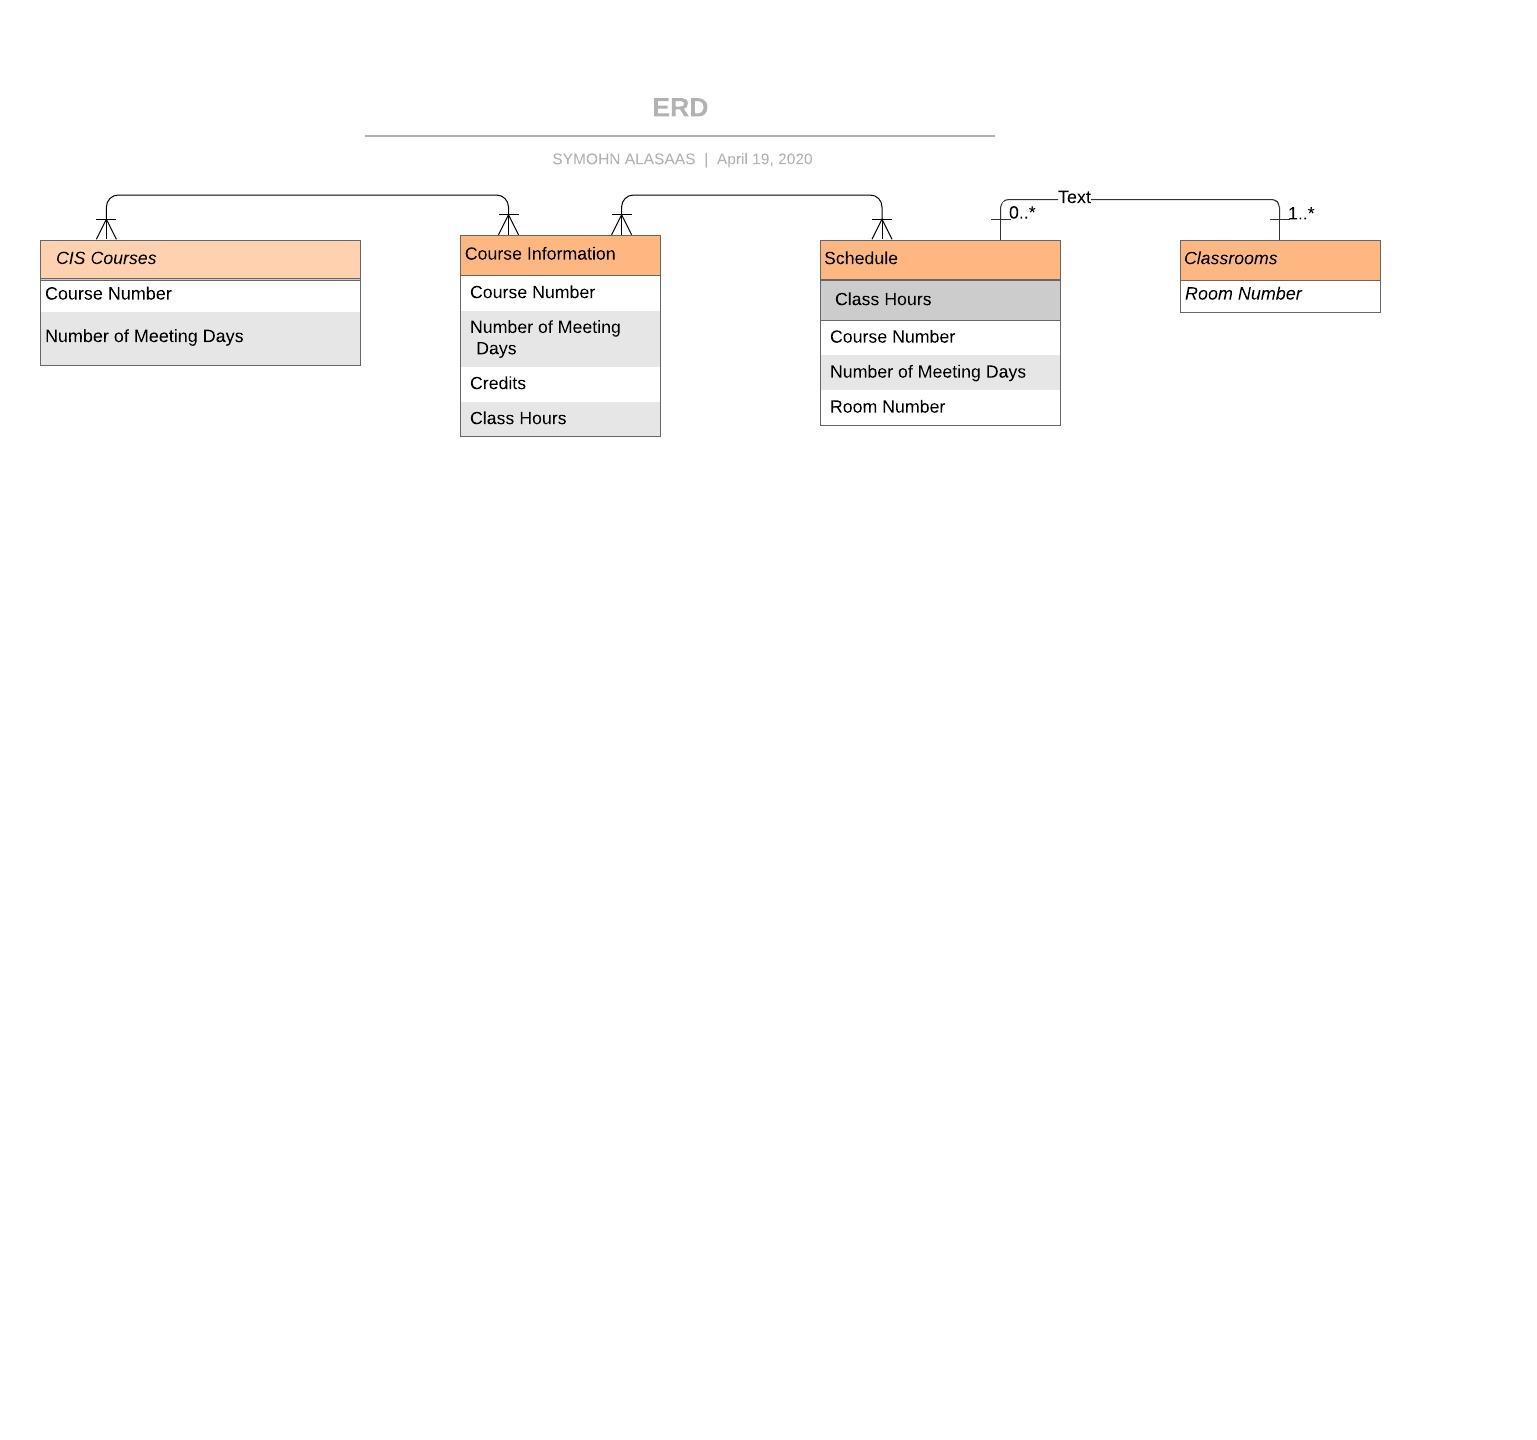 ERD
SYMOHN ALASAAS | April 19, 2020
Text
0..*
1..*
CIS Courses
Course Number
Number of Meeting Days
Course Information
Course Number
Number of Meeting
Days
Credits
Class Hours
Schedule
Class Hours
Course Number
Number of Meeting Days
Room Number
Classrooms
Room Number